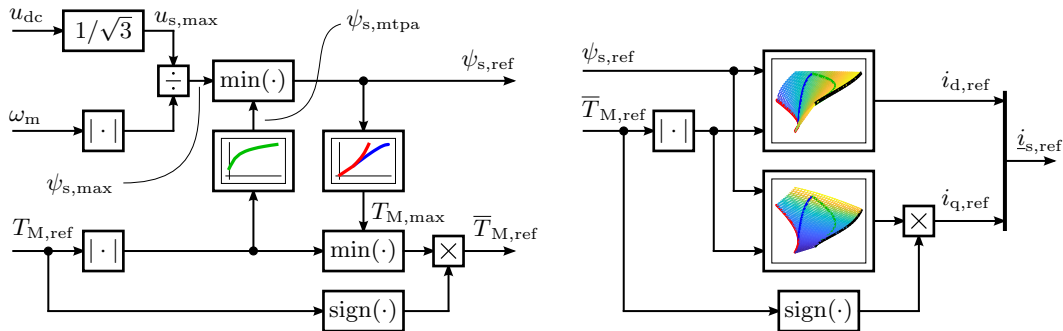 u_dc
1/√3
u_s,max
ψ_s,mtpa
÷
min(·)
ψ_s,ref
ω_m
|·|
ψ_s,max
T_M,ref
|·|
T_M,max
min(·)
×
T̅_M,ref
sign(·)
ψ_s,ref
T̅_M,ref
|·|
i_d,ref
i̲_s,ref
×
i_q,ref
sign(·)